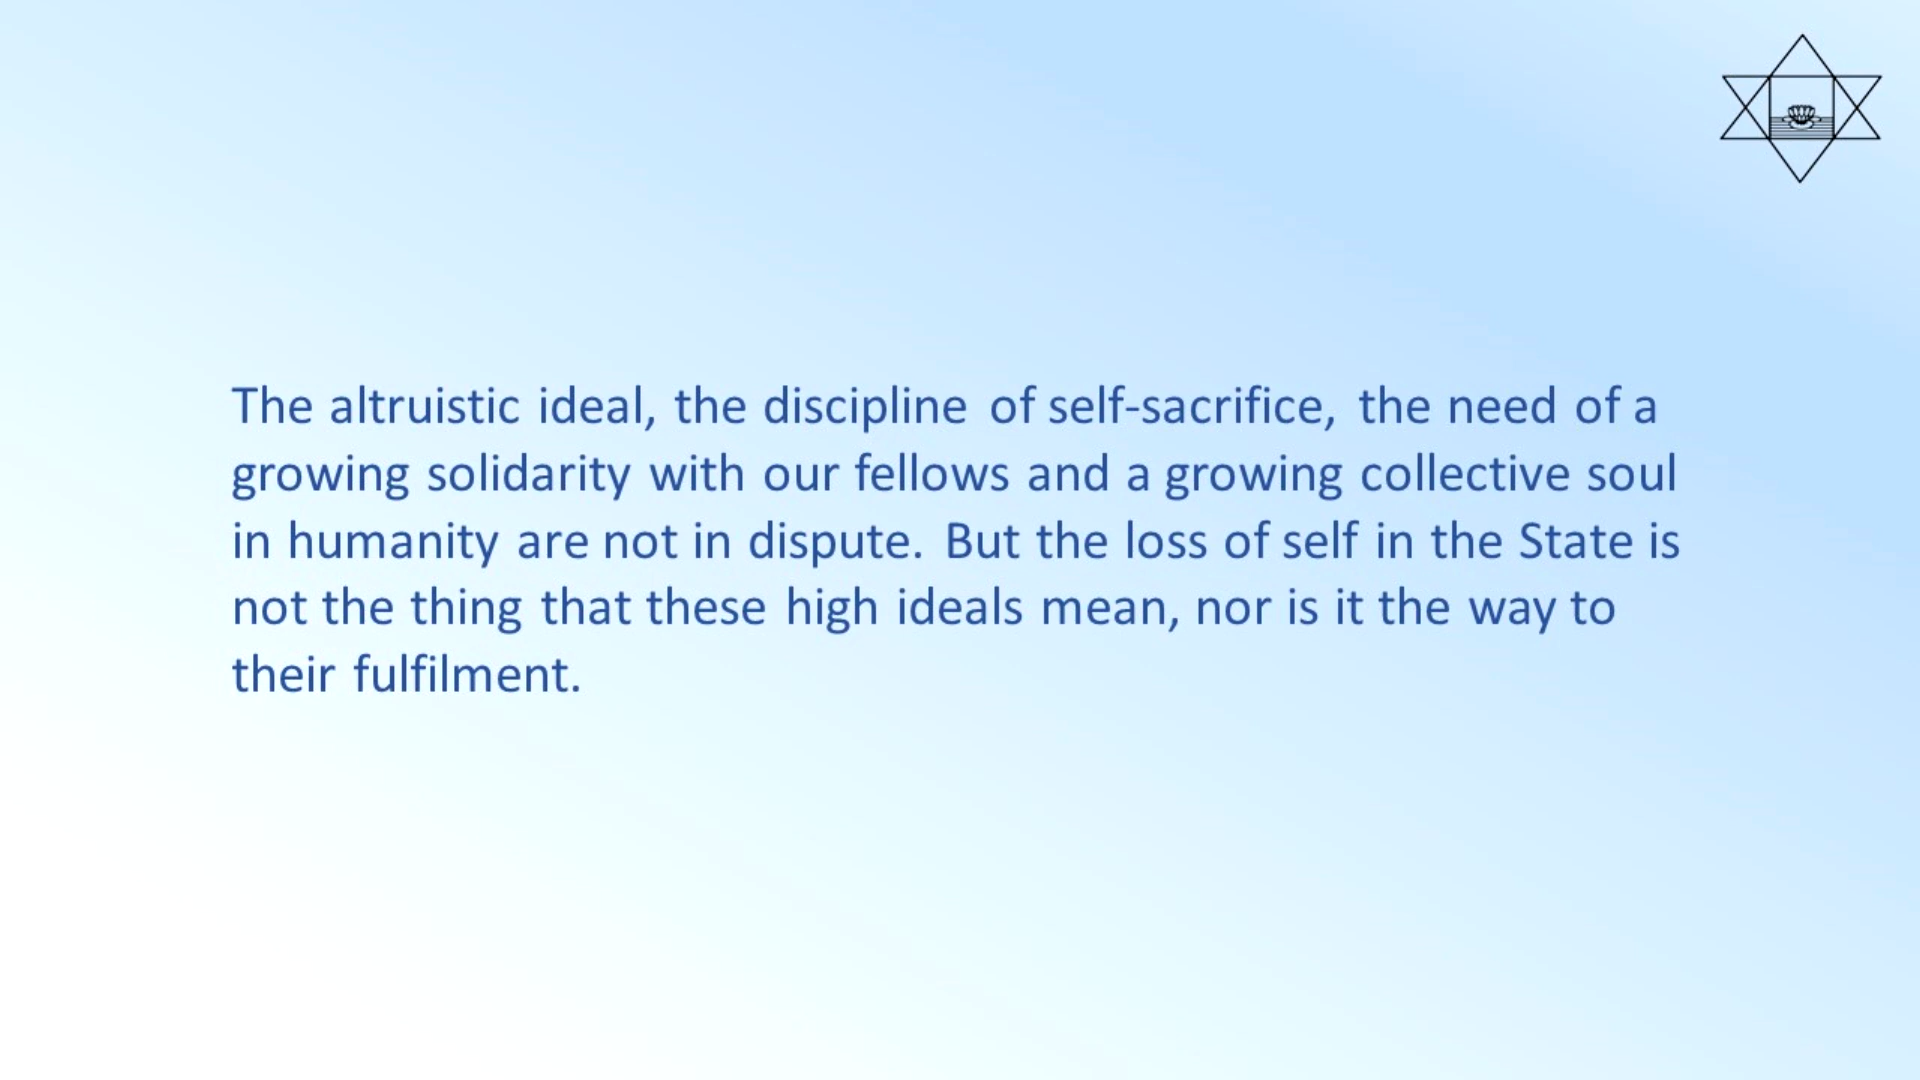 The altruistic ideal, the discipline of self-sacrifice, the need of a
growing solidarity with our fellows and a growing collective soul
in humanity are not in dispute. But the loss of self in the State is
not the thing that these high ideals mean, nor is it the way to
their fulfilment.